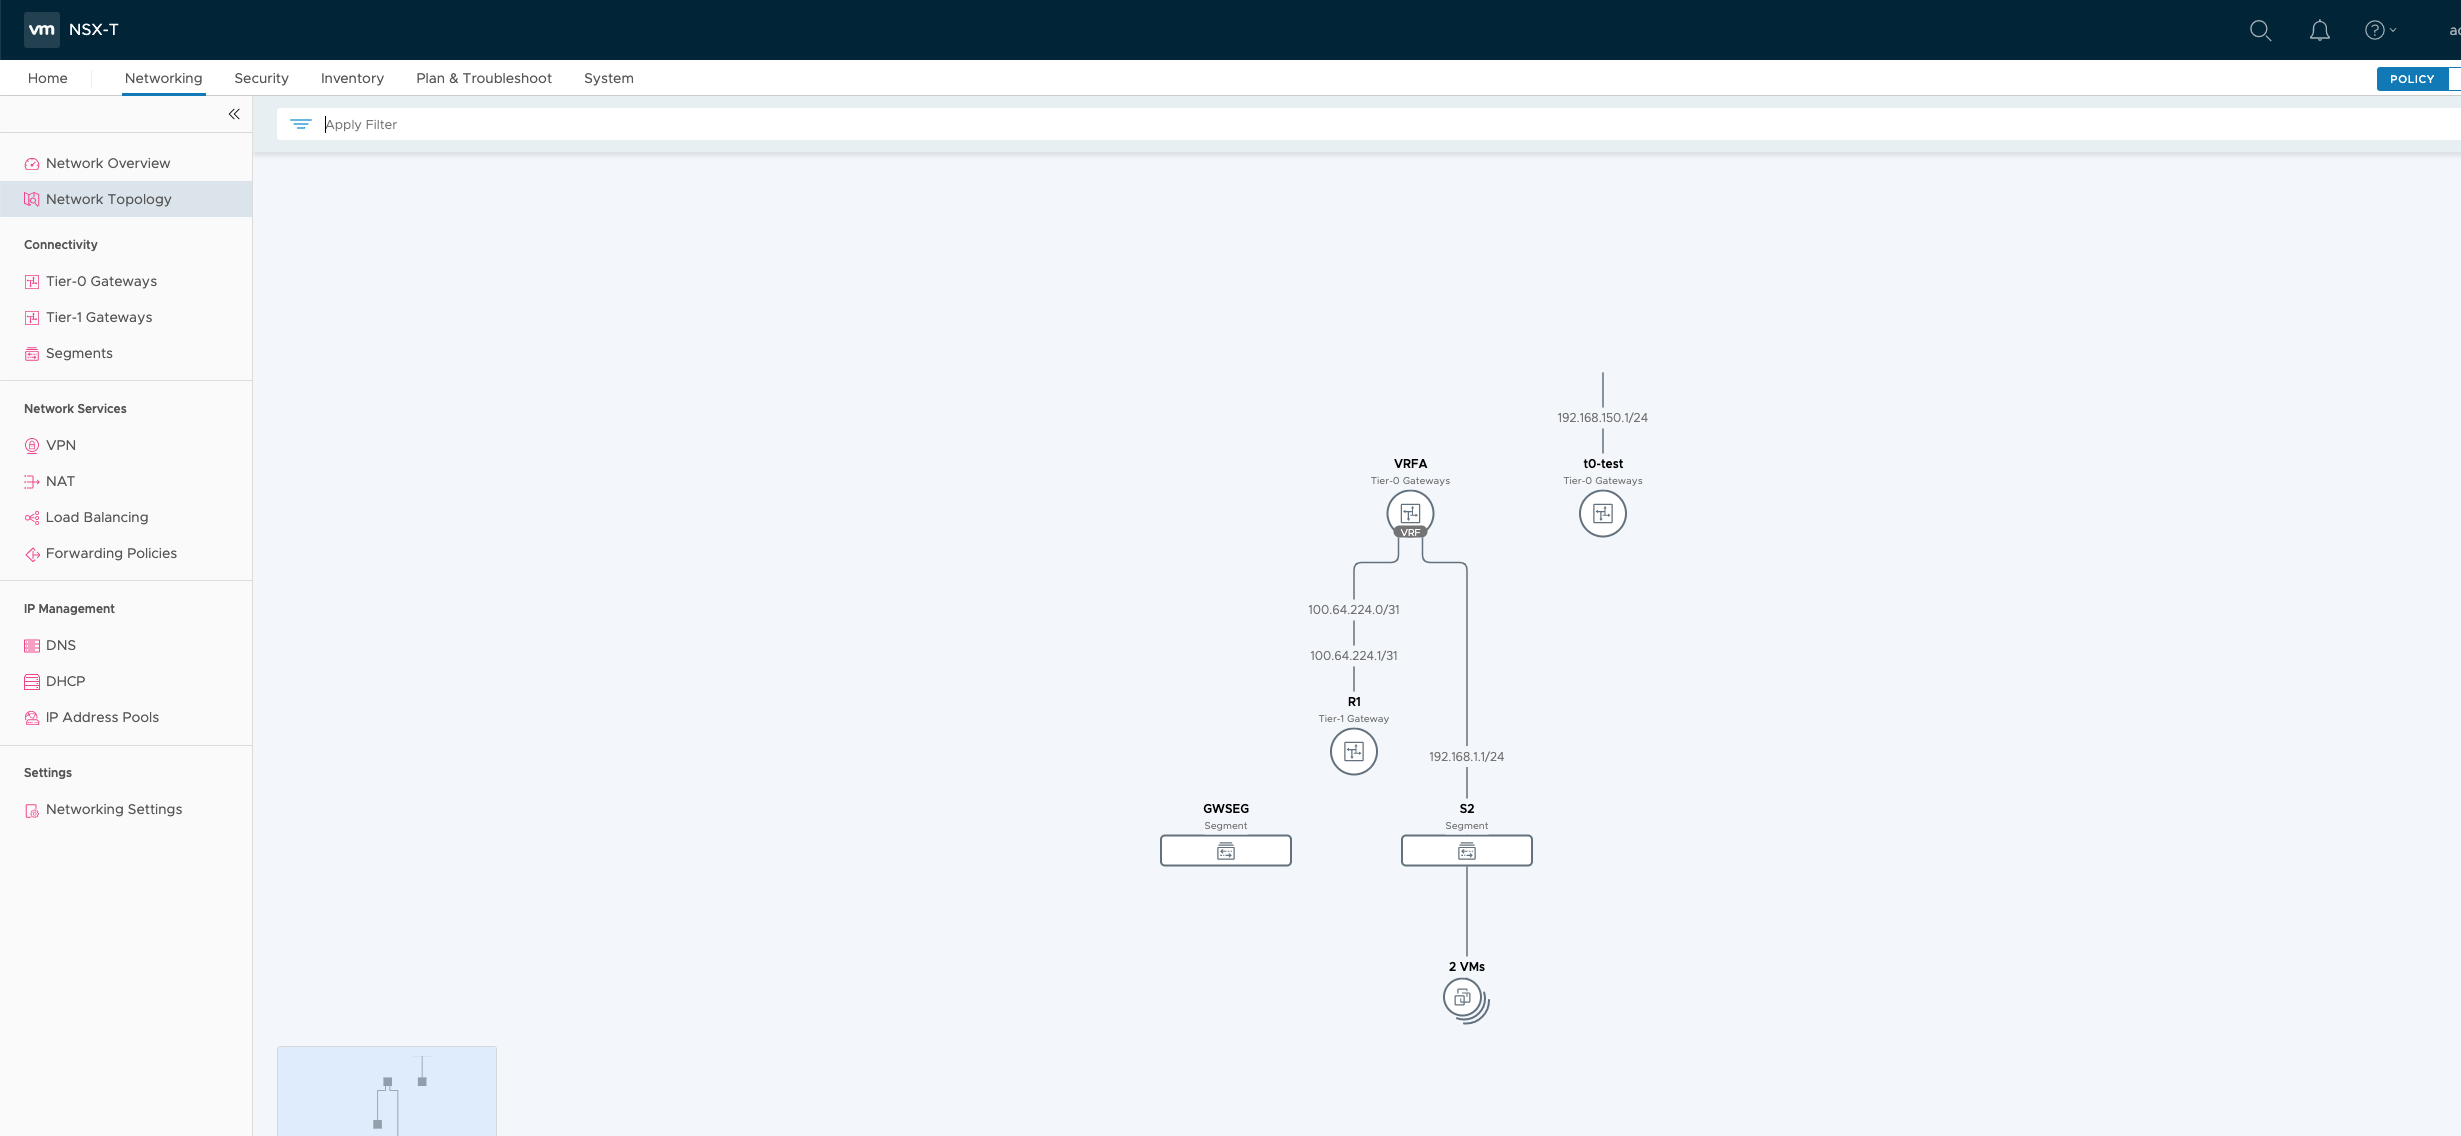 vm NSX-T
Home Networking Security Inventory Plan & Troubleshoot System POLICY
Apply Filter
Network Overview
Network Topology
Connectivity
Tier-0 Gateways
Tier-1 Gateways
Segments
Network Services
VPN
NAT
Load Balancing
Forwarding Policies
IP Management
DNS
DHCP
IP Address Pools
Settings
Networking Settings
192.168.150.1/24
VRFA
Tier-0 Gateways
VRF
t0-test
Tier-0 Gateways
100.64.224.0/31
100.64.224.1/31
R1
Tier-1 Gateway
192.168.1.1/24
GWSEG
Segment
S2
Segment
2 VMs